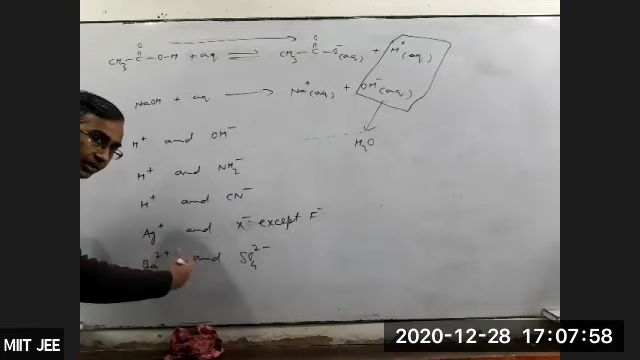 O
CH3 - C - O - H + aq ⇌ CH3 - C - O⁻(aq) + H⁺(aq)
NaOH + aq → Na⁺(aq) + OH⁻(aq)
H⁺ and OH⁻
H2O
H⁺ and NH2⁻
H⁺ and CN⁻
Ag⁺ and X⁻ except F⁻
Ba²⁺ and SO4²⁻
MIIT JEE
2020-12-28 17:07:58